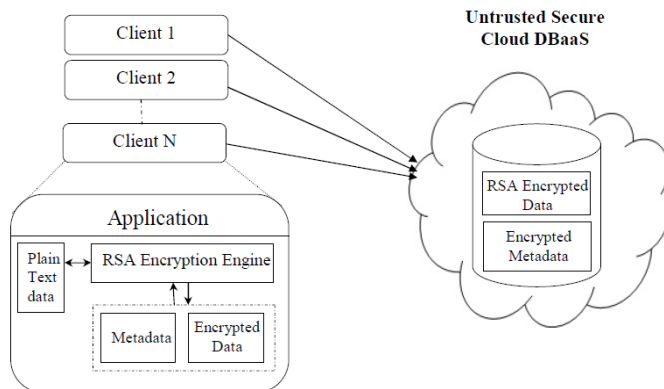 Untrusted Secure
Cloud DBaaS
Client 1
Client 2
Client N
Application
Plain
Text
data
RSA Encryption Engine
Metadata
Encrypted
Data
RSA Encrypted
Data
Encrypted
Metadata